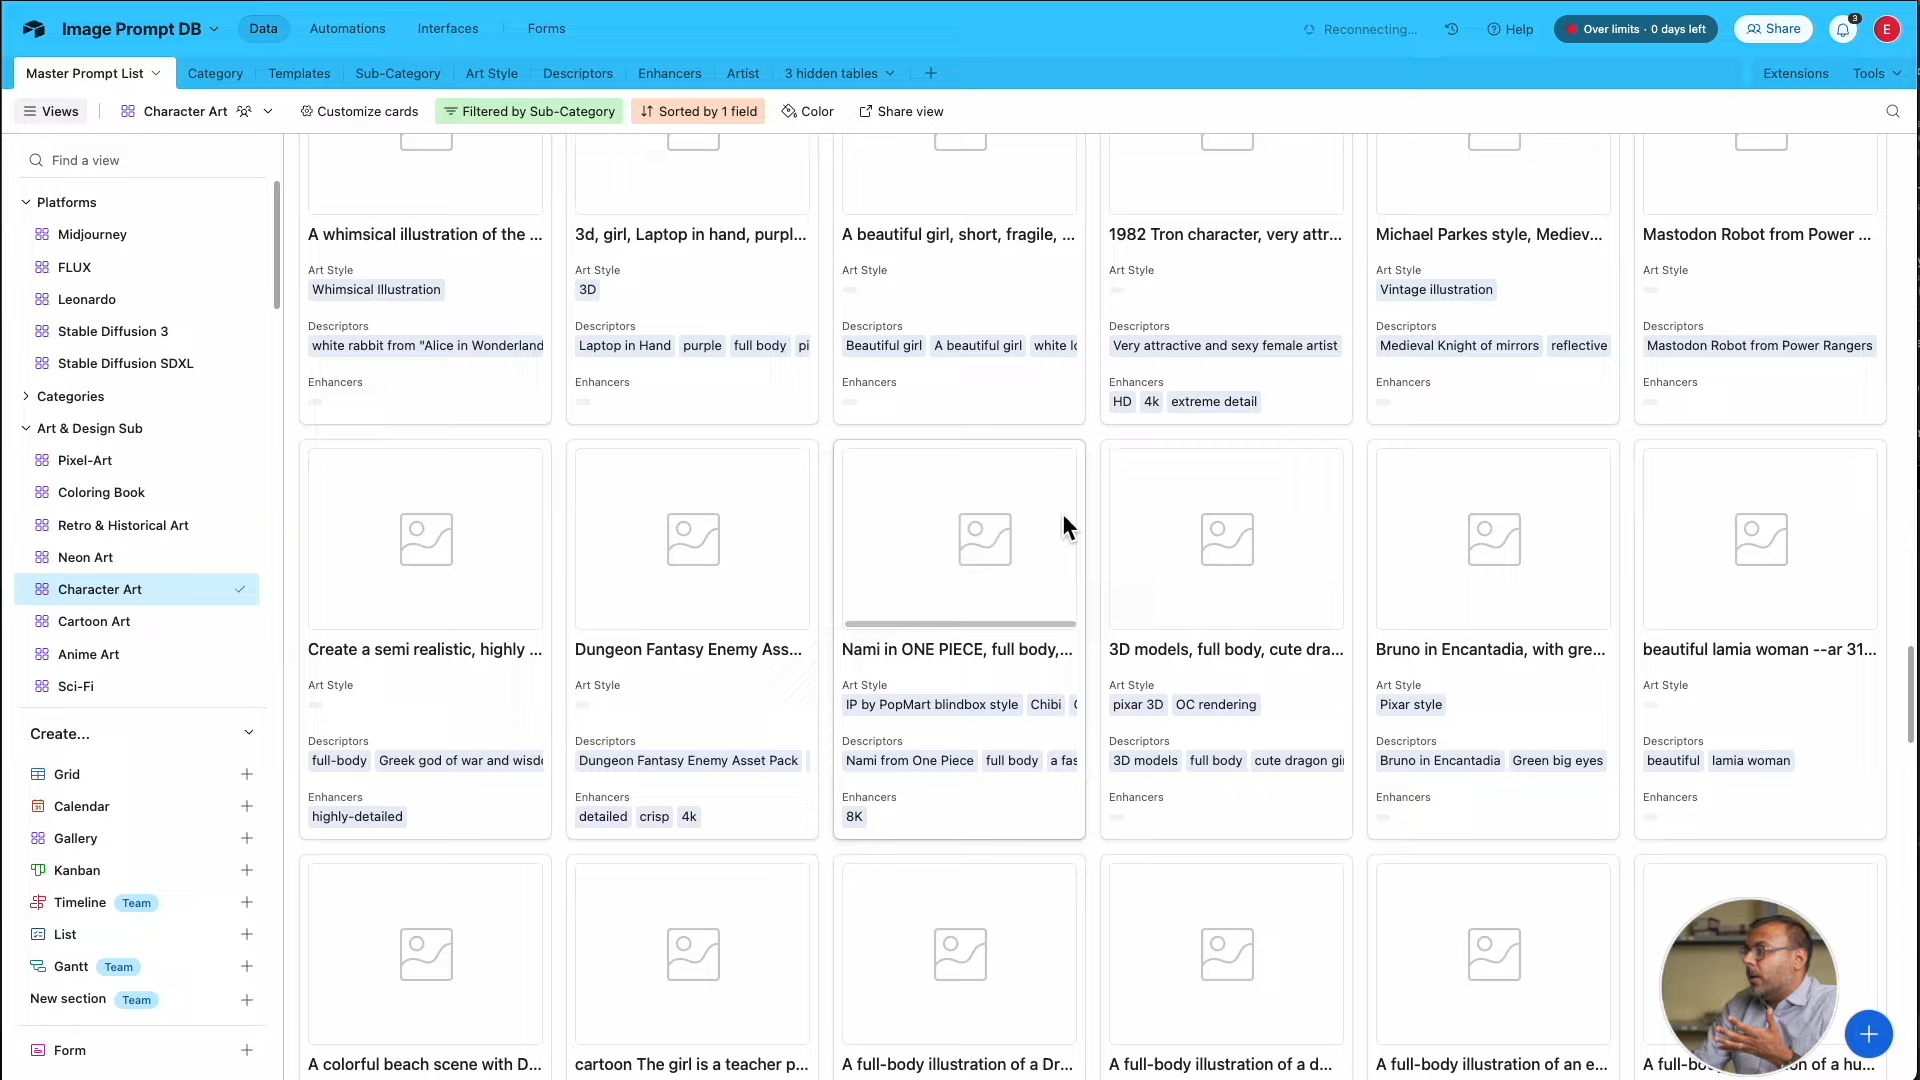 Image Prompt DB Data Automations Interfaces Forms Reconnecting... Help Over limits · 0 days left Share 3 E
Master Prompt List Category Templates Sub-Category Art Style Descriptors Enhancers Artist 3 hidden tables Extensions Tools
Views Character Art Customize cards Filtered by Sub-Category Sorted by 1 field Color Share view
Find a view
Platforms
Midjourney
FLUX
Leonardo
Stable Diffusion 3
Stable Diffusion SDXL
Categories
Art & Design Sub
Pixel-Art
Coloring Book
Retro & Historical Art
Neon Art
Character Art
Cartoon Art
Anime Art
Sci-Fi
Create...
Grid
Calendar
Gallery
Kanban
Timeline Team
List
Gantt Team
New section Team
Form
A whimsical illustration of the ...
Art Style
Whimsical Illustration
Descriptors
white rabbit from "Alice in Wonderland
Enhancers
3d, girl, Laptop in hand, purpl...
Art Style
3D
Descriptors
Laptop in Hand purple full body pi
Enhancers
A beautiful girl, short, fragile, ...
Art Style
Descriptors
Beautiful girl A beautiful girl white lo
Enhancers
1982 Tron character, very attr...
Art Style
Descriptors
Very attractive and sexy female artist
Enhancers
HD 4k extreme detail
Michael Parkes style, Mediev...
Art Style
Vintage illustration
Descriptors
Medieval Knight of mirrors reflective
Enhancers
Mastodon Robot from Power ...
Art Style
Descriptors
Mastodon Robot from Power Rangers
Enhancers
Create a semi realistic, highly ...
Art Style
Descriptors
full-body Greek god of war and wisdo
Enhancers
highly-detailed
Dungeon Fantasy Enemy Ass...
Art Style
Descriptors
Dungeon Fantasy Enemy Asset Pack
Enhancers
detailed crisp 4k
Nami in ONE PIECE, full body,...
Art Style
IP by PopMart blindbox style Chibi
Descriptors
Nami from One Piece full body a fas
Enhancers
8K
3D models, full body, cute dra...
Art Style
pixar 3D OC rendering
Descriptors
3D models full body cute dragon gi
Enhancers
Bruno in Encantadia, with gre...
Art Style
Pixar style
Descriptors
Bruno in Encantadia Green big eyes
Enhancers
beautiful lamia woman --ar 31...
Art Style
Descriptors
beautiful lamia woman
Enhancers
A colorful beach scene with D...
cartoon The girl is a teacher p...
A full-body illustration of a Dr...
A full-body illustration of a d...
A full-body illustration of an e...
of a hu...